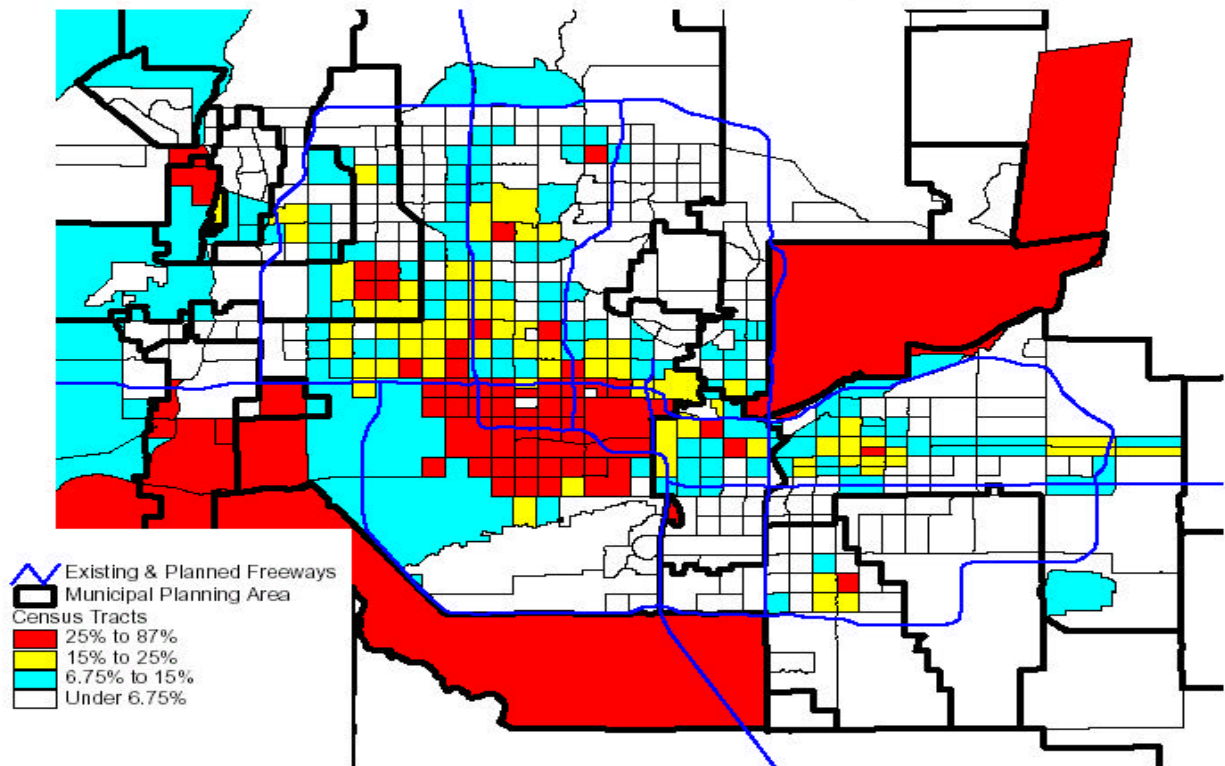 Existing & Planned Freeways
Municipal Planning Area
Census Tracts
25% to 87%
15% to 25%
6.75% to 15%
Under 6.75%